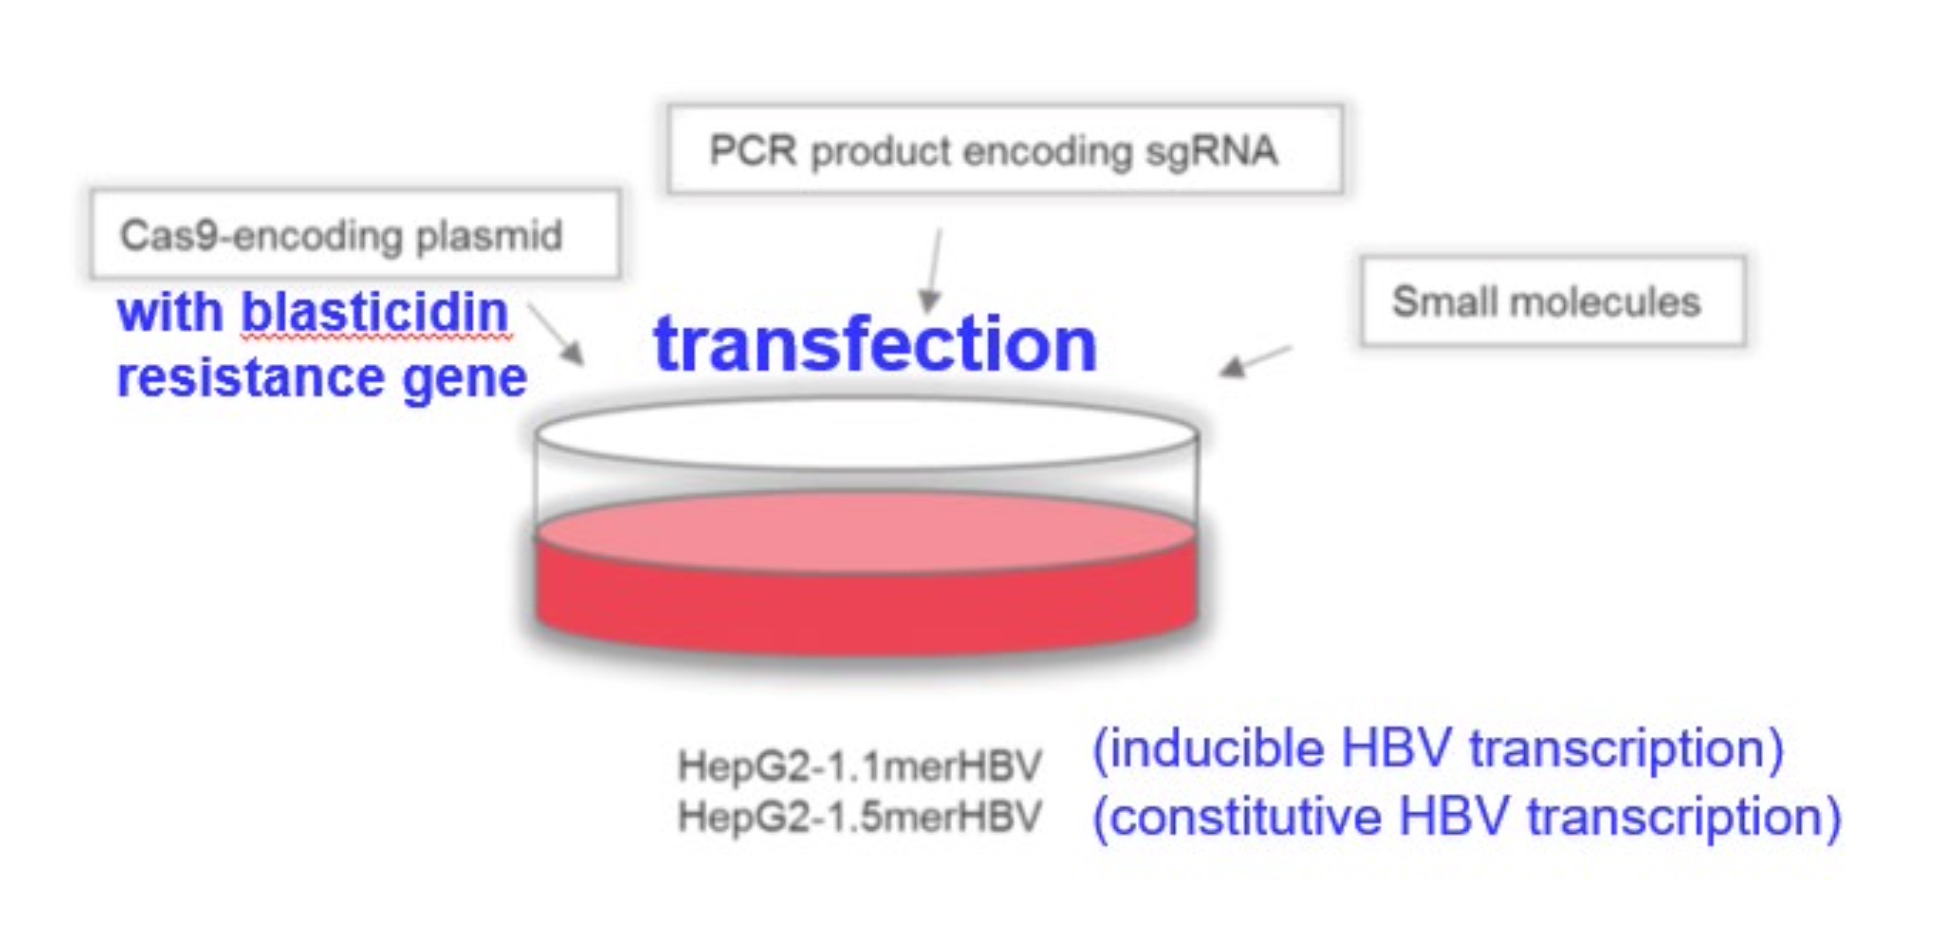 PCR product encoding sgRNA
Cas9-encoding plasmid
with blasticidin
resistance gene
transfection
Small molecules
HepG2-1.1merHBV (inducible HBV transcription)
HepG2-1.5merHBV (constitutive HBV transcription)